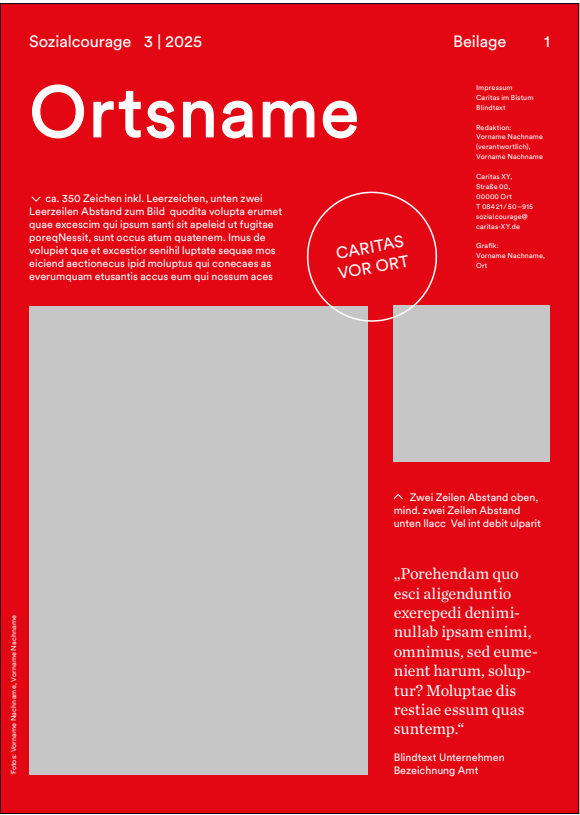 Sozialcourage 3 | 2025
Beilage 1
Ortsname
Impressum
Caritas im Bistum
Blindtext
Redaktion:
Vorname Nachname
(verantwortlich),
Vorname Nachname
Caritas XY,
Straße 00,
00000 Ort
T 08421/50-915
sozialcourage@
caritas-XY.de
Grafik:
Vorname Nachname,
Ort
ca. 350 Zeichen inkl. Leerzeichen, unten zwei
Leerzeilen Abstand zum Bild quodita volupta erumet
quae excescim qui ipsum santi sit apeleid ut fugitae
poreqNessit, sunt occus atum quatenem. Imus de
volupiet que et excestior senihil luptate sequae mos
eiciend aectionecus ipid moluptus qui conecaes as
everumquam etusantis accus eum qui nossum aces
CARITAS
VOR ORT
Zwei Zeilen Abstand oben,
mind. zwei Zeilen Abstand
unten llacc Vel int debit ulparit
„Porehendam quo
esci aligenduntio
exerepedi denimi-
nullab ipsam enimi,
omnimus, sed eume-
nient harum, solup-
tur? Moluptae dis
restiae essum quas
suntemp.“
Blindtext Unternehmen
Bezeichnung Amt
Fotos: Vorname Nachname, Vorname Nachname